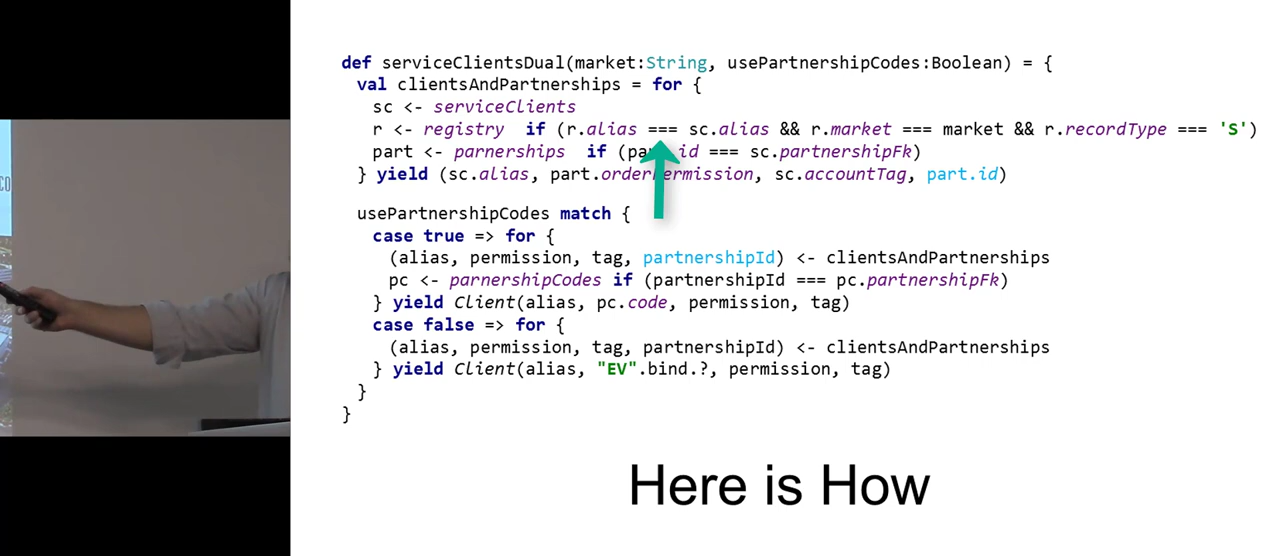 def serviceClientsDual(market:String, usePartnershipCodes:Boolean) = {
val clientsAndPartnerships = for {
sc <- serviceClients
r <- registry if (r.alias === sc.alias && r.market === market && r.recordType === 'S')
part <- parnerships if (part.id === sc.partnershipFk)
} yield (sc.alias, part.orderPermission, sc.accountTag, part.id)
usePartnershipCodes match {
case true => for {
(alias, permission, tag, partnershipId) <- clientsAndPartnerships
pc <- parnershipCodes if (partnershipId === pc.partnershipFk)
} yield Client(alias, pc.code, permission, tag)
case false => for {
(alias, permission, tag, partnershipId) <- clientsAndPartnerships
} yield Client(alias, "EV".bind.?, permission, tag)
}
}
Here is How